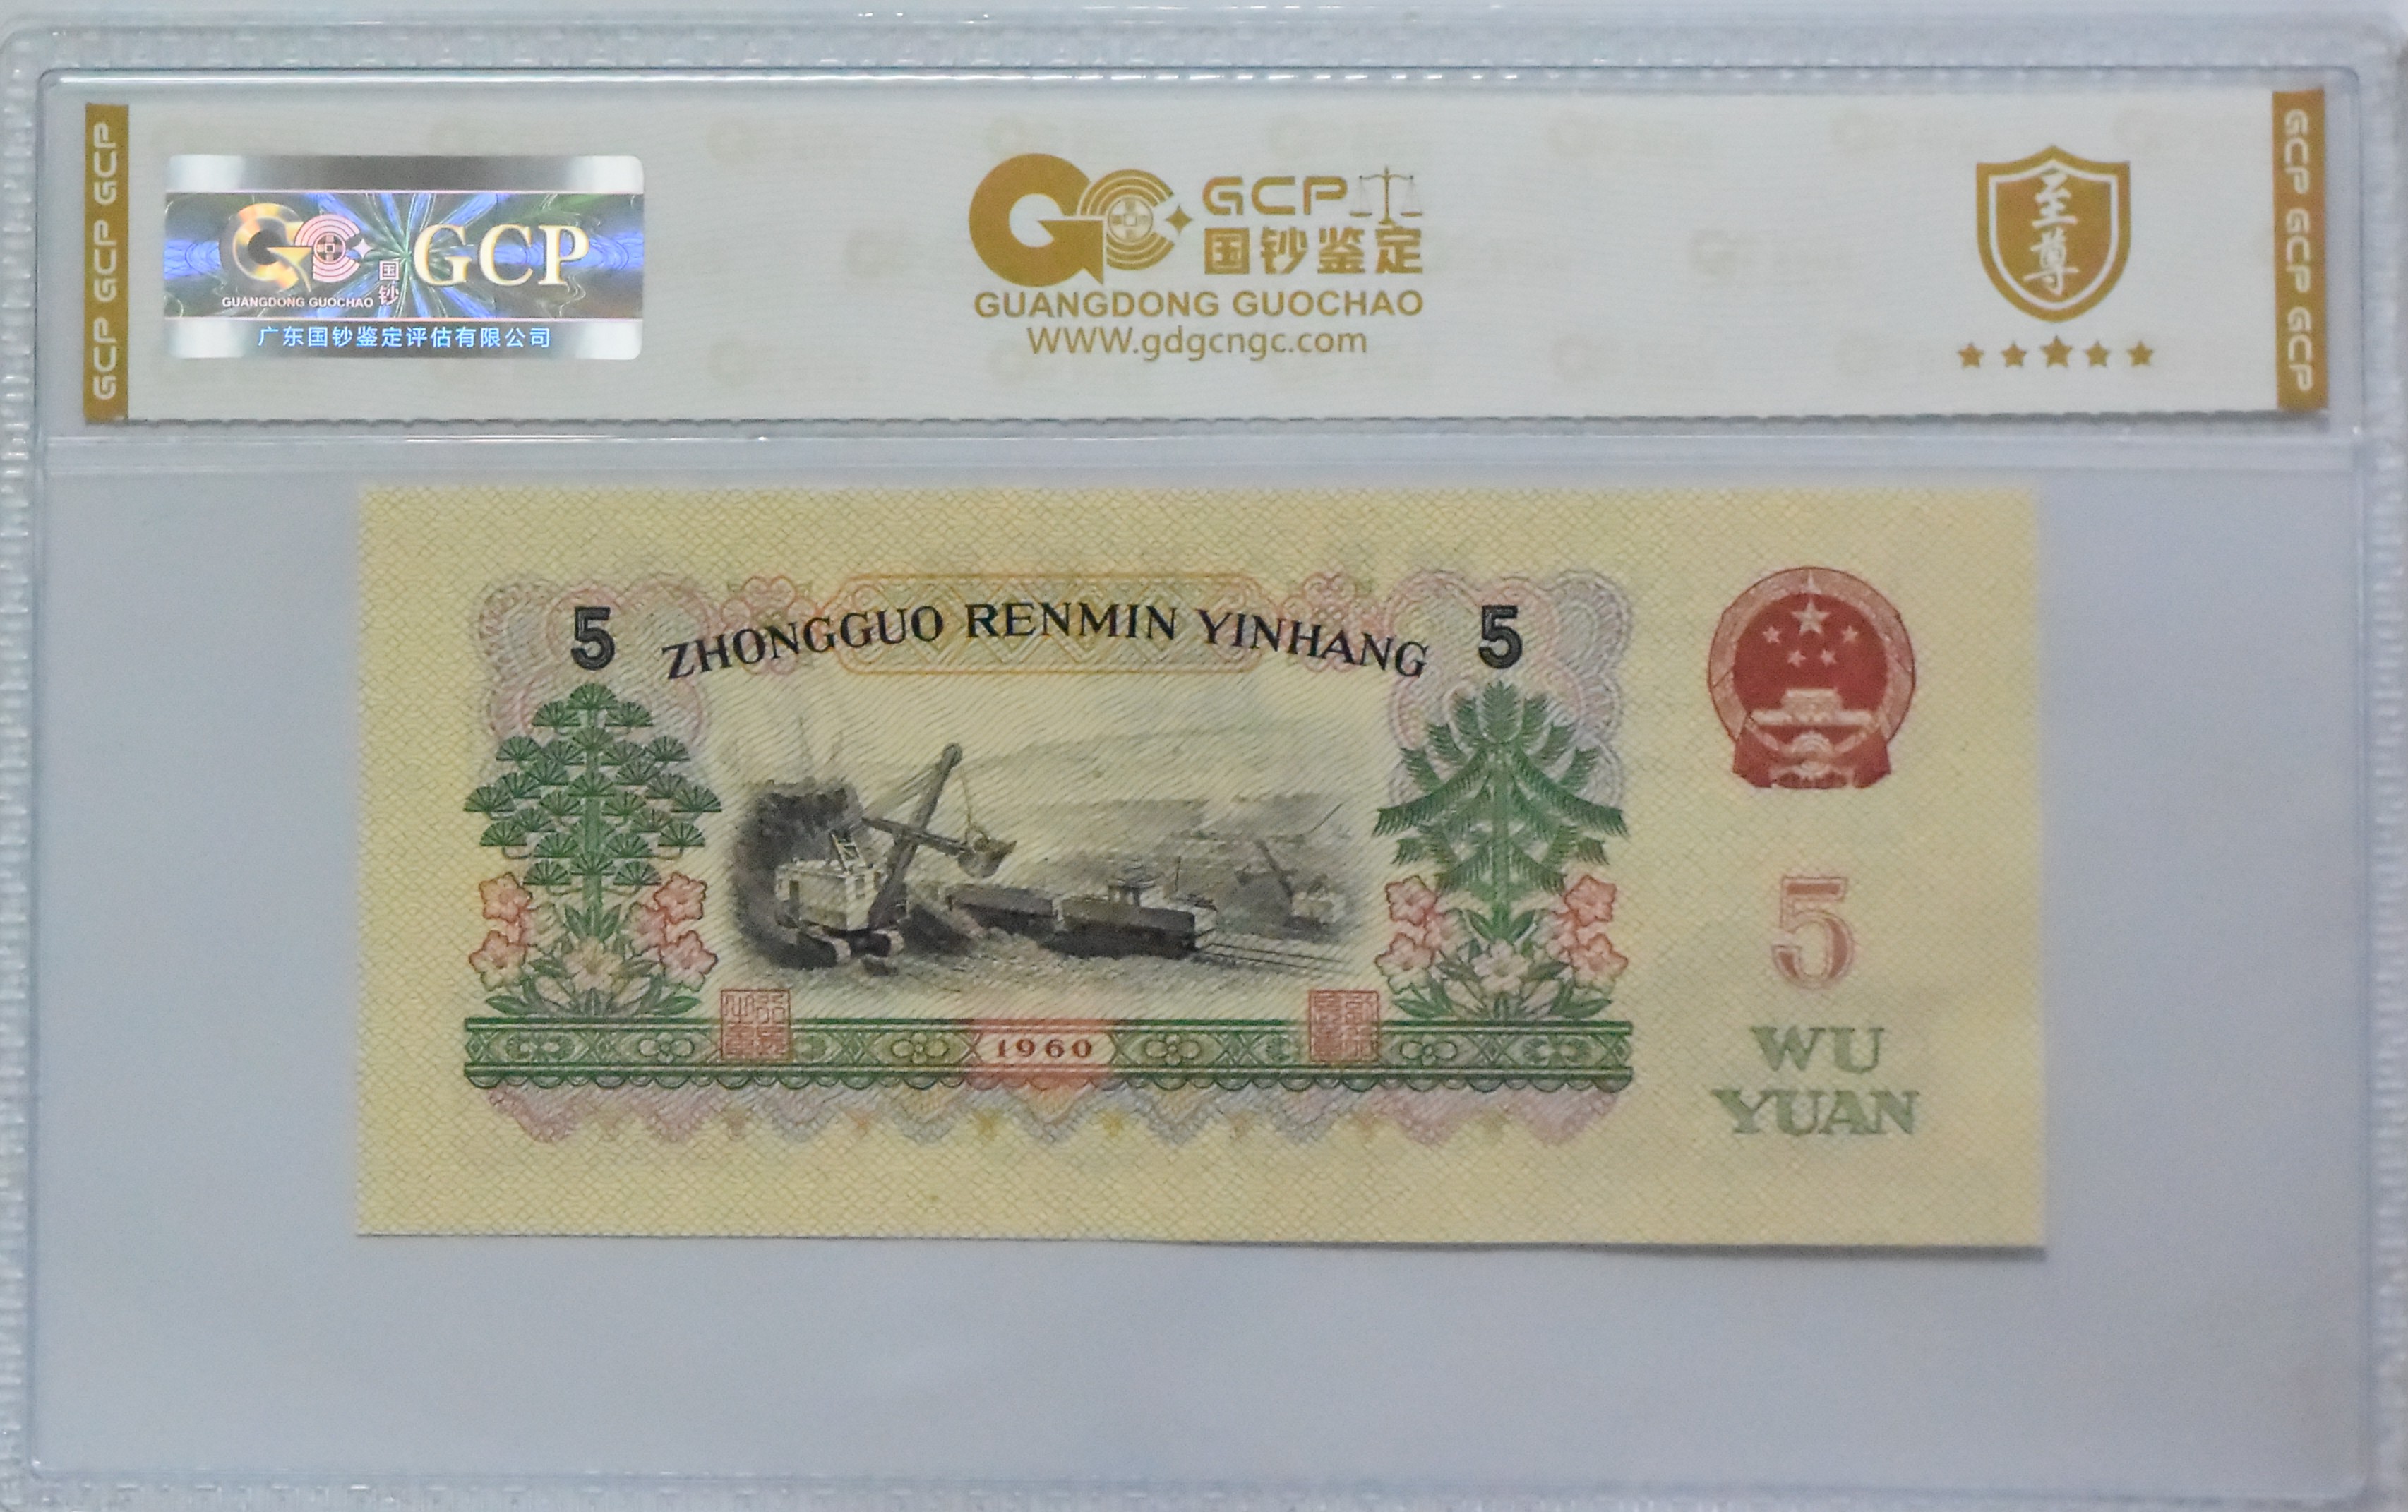 GCP GCP GCP
GCP
国钞
GUANGDONG GUOCHAO
广东国钞鉴定评估有限公司
GCP
国钞鉴定
GUANGDONG GUOCHAO
WWW.gdgcngc.com
至尊
GCP GCP GCP
5 ZHONGGUO RENMIN YINHANG 5
1960
5
WU
YUAN